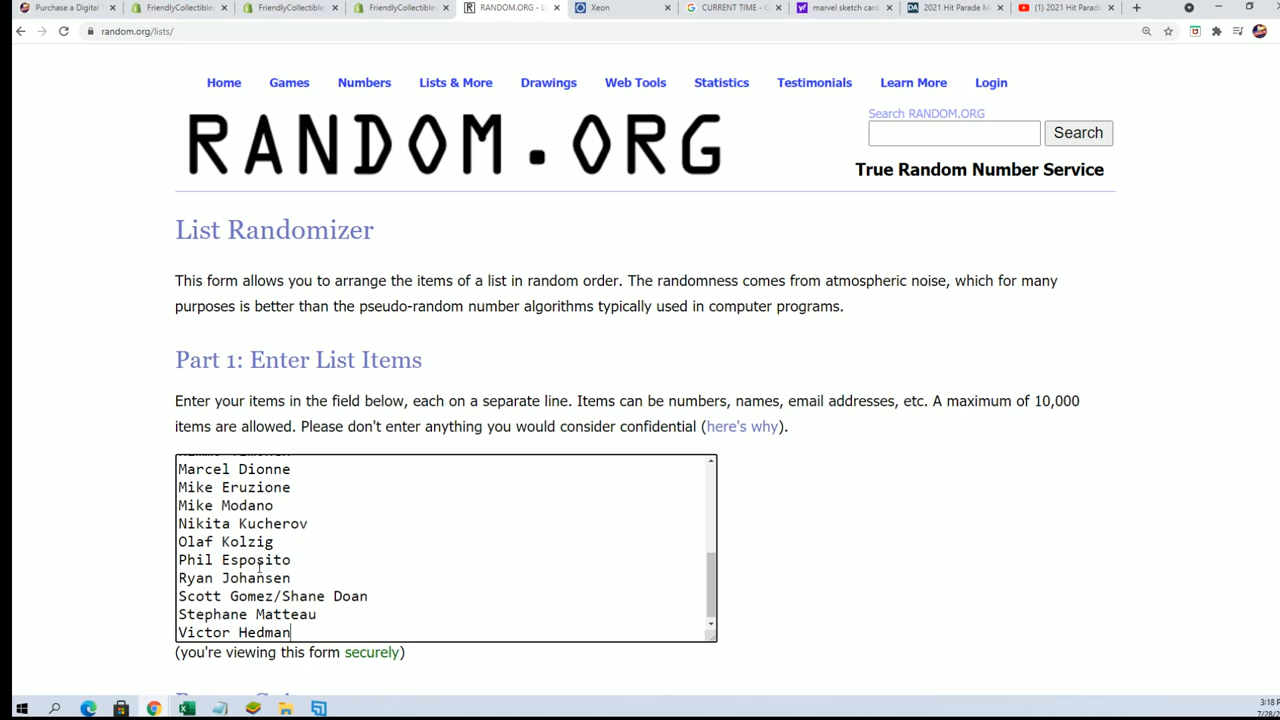 Purchase a Digital
FriendlyCollectible
FriendlyCollectible
FriendlyCollectible
RANDOM.ORG - L
Xeon
CURRENT TIME - G
marvel sketch card
2021 Hit Parade M
(1) 2021 Hit Parade
random.org/lists/
Home Games Numbers Lists & More Drawings Web Tools Statistics Testimonials Learn More Login
RANDOM.ORG
Search RANDOM.ORG
Search
True Random Number Service
List Randomizer
This form allows you to arrange the items of a list in random order. The randomness comes from atmospheric noise, which for many
purposes is better than the pseudo-random number algorithms typically used in computer programs.
Part 1: Enter List Items
Enter your items in the field below, each on a separate line. Items can be numbers, names, email addresses, etc. A maximum of 10,000
items are allowed. Please don't enter anything you would consider confidential (here's why).
Marcel Dionne
Mike Eruzione
Mike Modano
Nikita Kucherov
Olaf Kolzig
Phil Esposito
Ryan Johansen
Scott Gomez/Shane Doan
Stephane Matteau
Victor Hedman
(you're viewing this form securely)
3:18 P
7/28/2